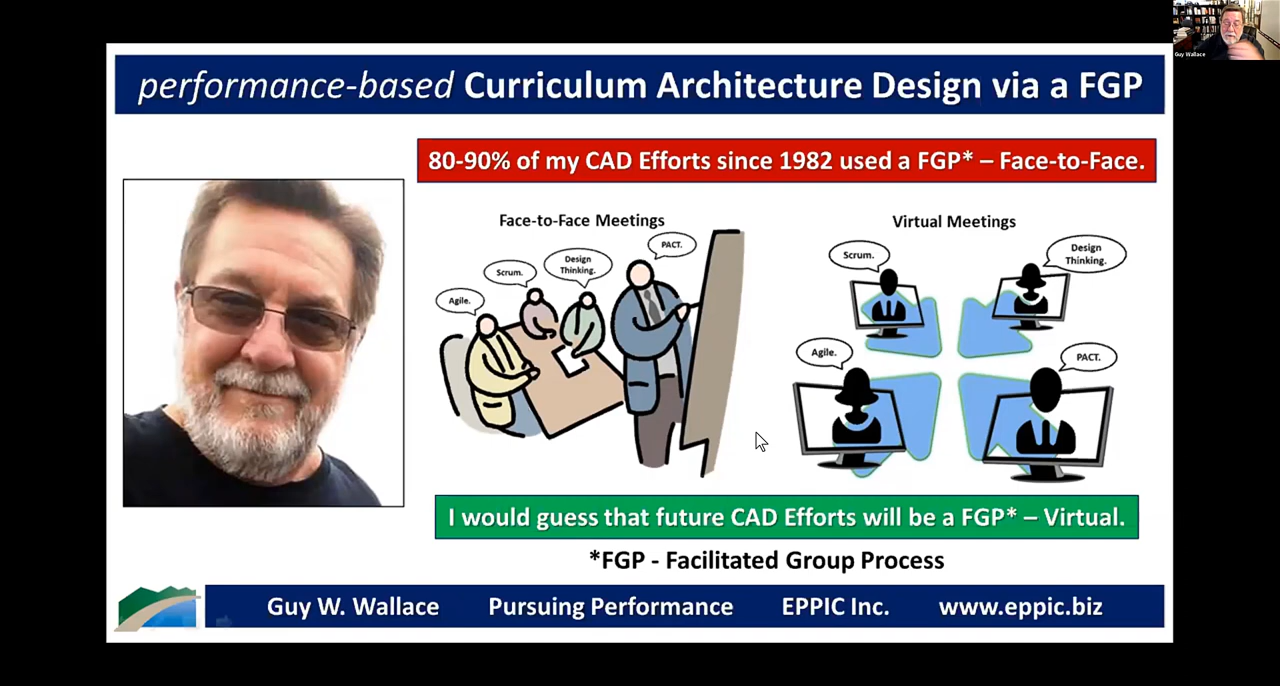 Guy Wallace
performance-based Curriculum Architecture Design via a FGP
80-90% of my CAD Efforts since 1982 used a FGP* – Face-to-Face.
Face-to-Face Meetings
Agile.
Scrum.
Design
Thinking.
PACT.
Virtual Meetings
Scrum.
Design
Thinking.
Agile.
PACT.
I would guess that future CAD Efforts will be a FGP* – Virtual.
*FGP - Facilitated Group Process
Guy W. Wallace Pursuing Performance EPPIC Inc. www.eppic.biz